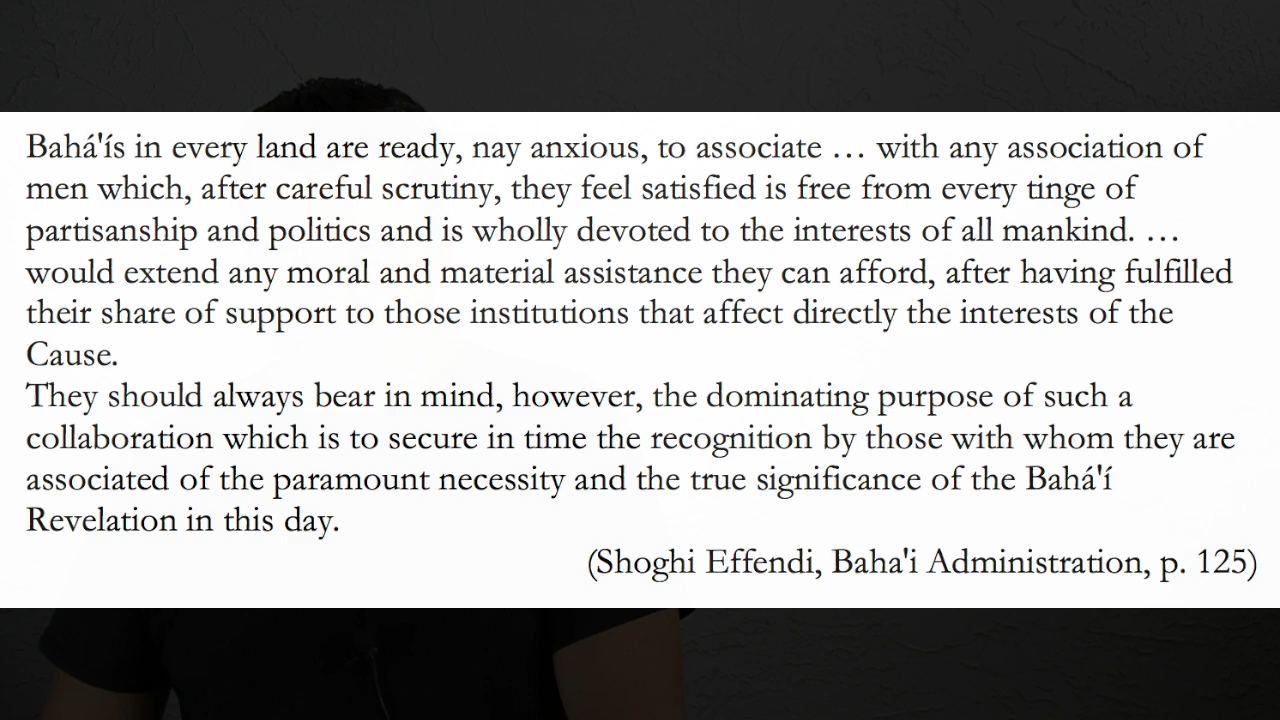 Bahá'ís in every land are ready, nay anxious, to associate … with any association of
men which, after careful scrutiny, they feel satisfied is free from every tinge of
partisanship and politics and is wholly devoted to the interests of all mankind. …
would extend any moral and material assistance they can afford, after having fulfilled
their share of support to those institutions that affect directly the interests of the
Cause.
They should always bear in mind, however, the dominating purpose of such a
collaboration which is to secure in time the recognition by those with whom they are
associated of the paramount necessity and the true significance of the Bahá'í
Revelation in this day.
(Shoghi Effendi, Baha'i Administration, p. 125)